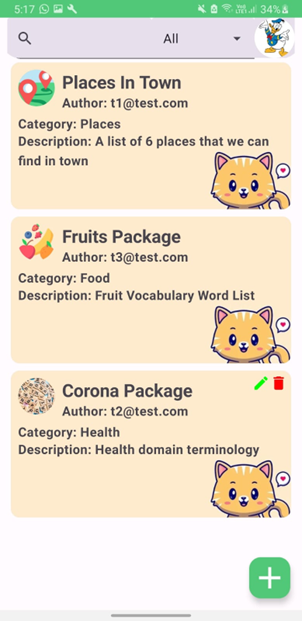 5:17 34%
All
Places In Town
Author: t1@test.com
Category: Places
Description: A list of 6 places that we can
find in town
Fruits Package
Author: t3@test.com
Category: Food
Description: Fruit Vocabulary Word List
Corona Package
Author: t2@test.com
Category: Health
Description: Health domain terminology